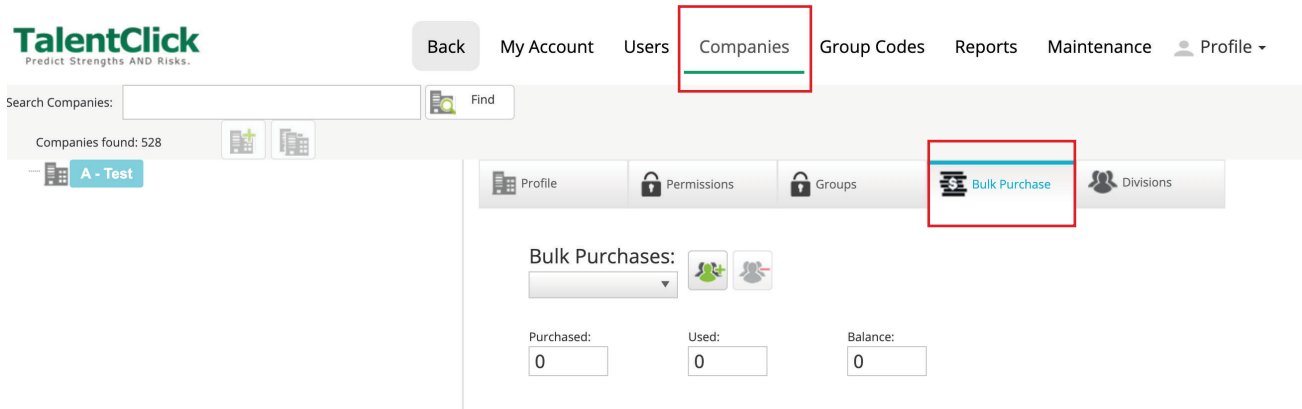 TalentClick
Predict Strengths AND Risks.
Back My Account Users Companies Group Codes Reports Maintenance Profile
Search Companies: Find
Companies found: 528
A - Test
Profile Permissions Groups Bulk Purchase Divisions
Bulk Purchases:
Purchased: Used: Balance:
0 0 0